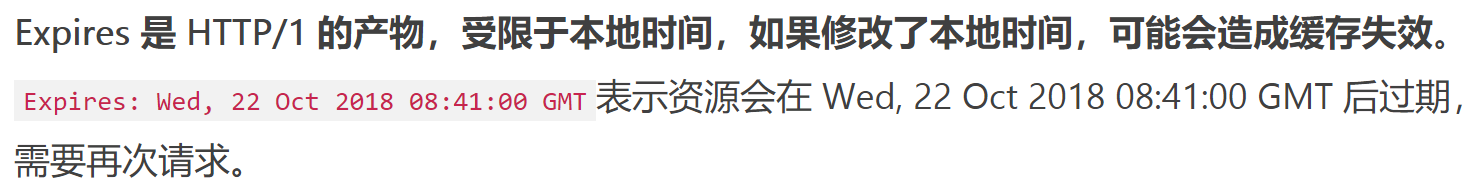 Expires 是 HTTP/1 的产物，受限于本地时间，如果修改了本地时间，可能会造成缓存失效。
Expires: Wed, 22 Oct 2018 08:41:00 GMT表示资源会在 Wed, 22 Oct 2018 08:41:00 GMT 后过期，
需要再次请求。